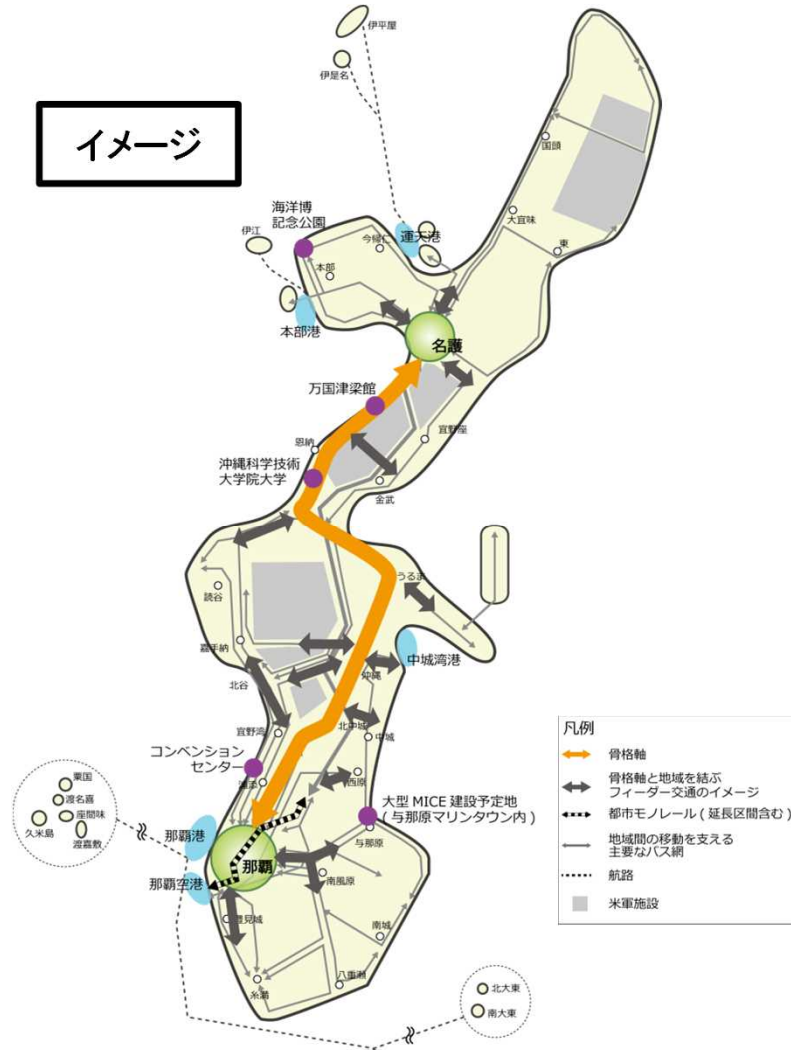 イメージ
伊平屋
伊是名
国頭
海洋博
記念公園
伊江
今帰仁
運天港
大宜味
東
本部
本部港
名護
万国津梁館
恩納
宜野座
沖縄科学技術
大学院大学
金武
うるま
読谷
嘉手納
中城湾港
沖縄
北谷
北中城
宜野湾
中城
コンベンション
センター
西原
大型 MICE 建設予定地
( 与那原マリンタウン内 )
与那原
粟国
渡名喜
座間味
久米島
渡嘉敷
那覇港
那覇
那覇空港
南風原
豊見城
南城
八重瀬
糸満
北大東
南大東
凡例
骨格軸
骨格軸と地域を結ぶ
フィーダー交通のイメージ
都市モノレール ( 延長区間含む )
地域間の移動を支える
主要なバス網
航路
米軍施設